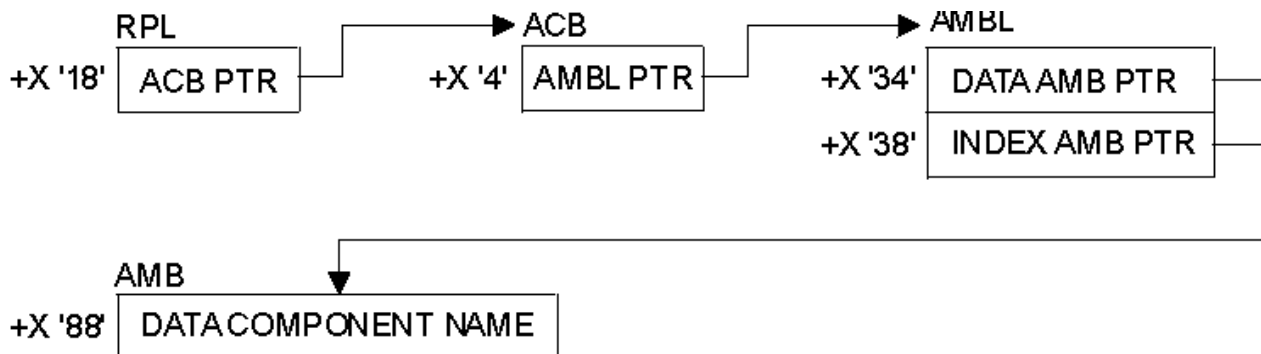 RPL
ACB
AMBL
+X '18' ACB PTR
+X '4' AMBL PTR
+X '34' DATA AMB PTR
+X '38' INDEX AMB PTR
AMB
+X '88' DATA COMPONENT NAME